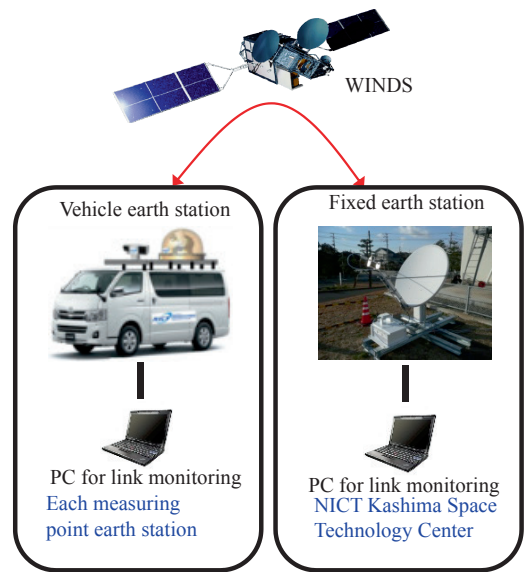 WINDS
Vehicle earth station
PC for link monitoring
Each measuring
point earth station
Fixed earth station
PC for link monitoring
NICT Kashima Space
Technology Center